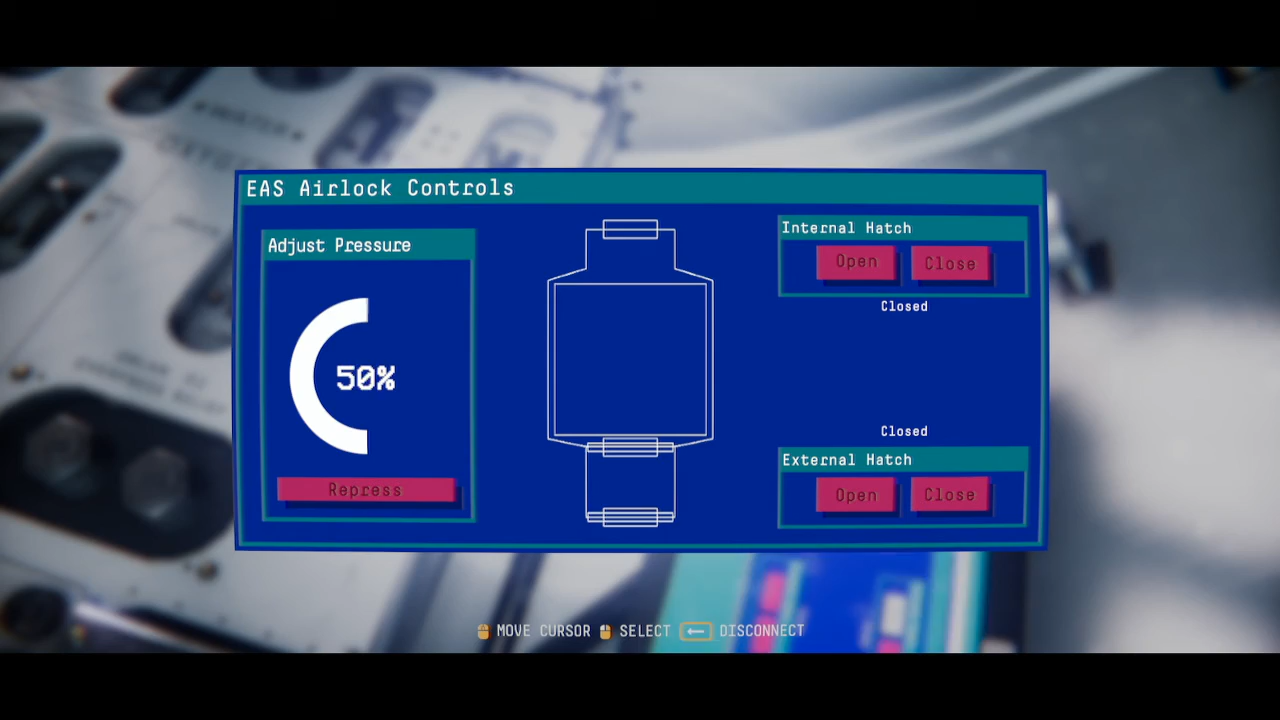 EAS Airlock Controls
Adjust Pressure
50%
Repress
Internal Hatch
Open Close
Closed
Closed
External Hatch
Open Close
MOVE CURSOR SELECT DISCONNECT